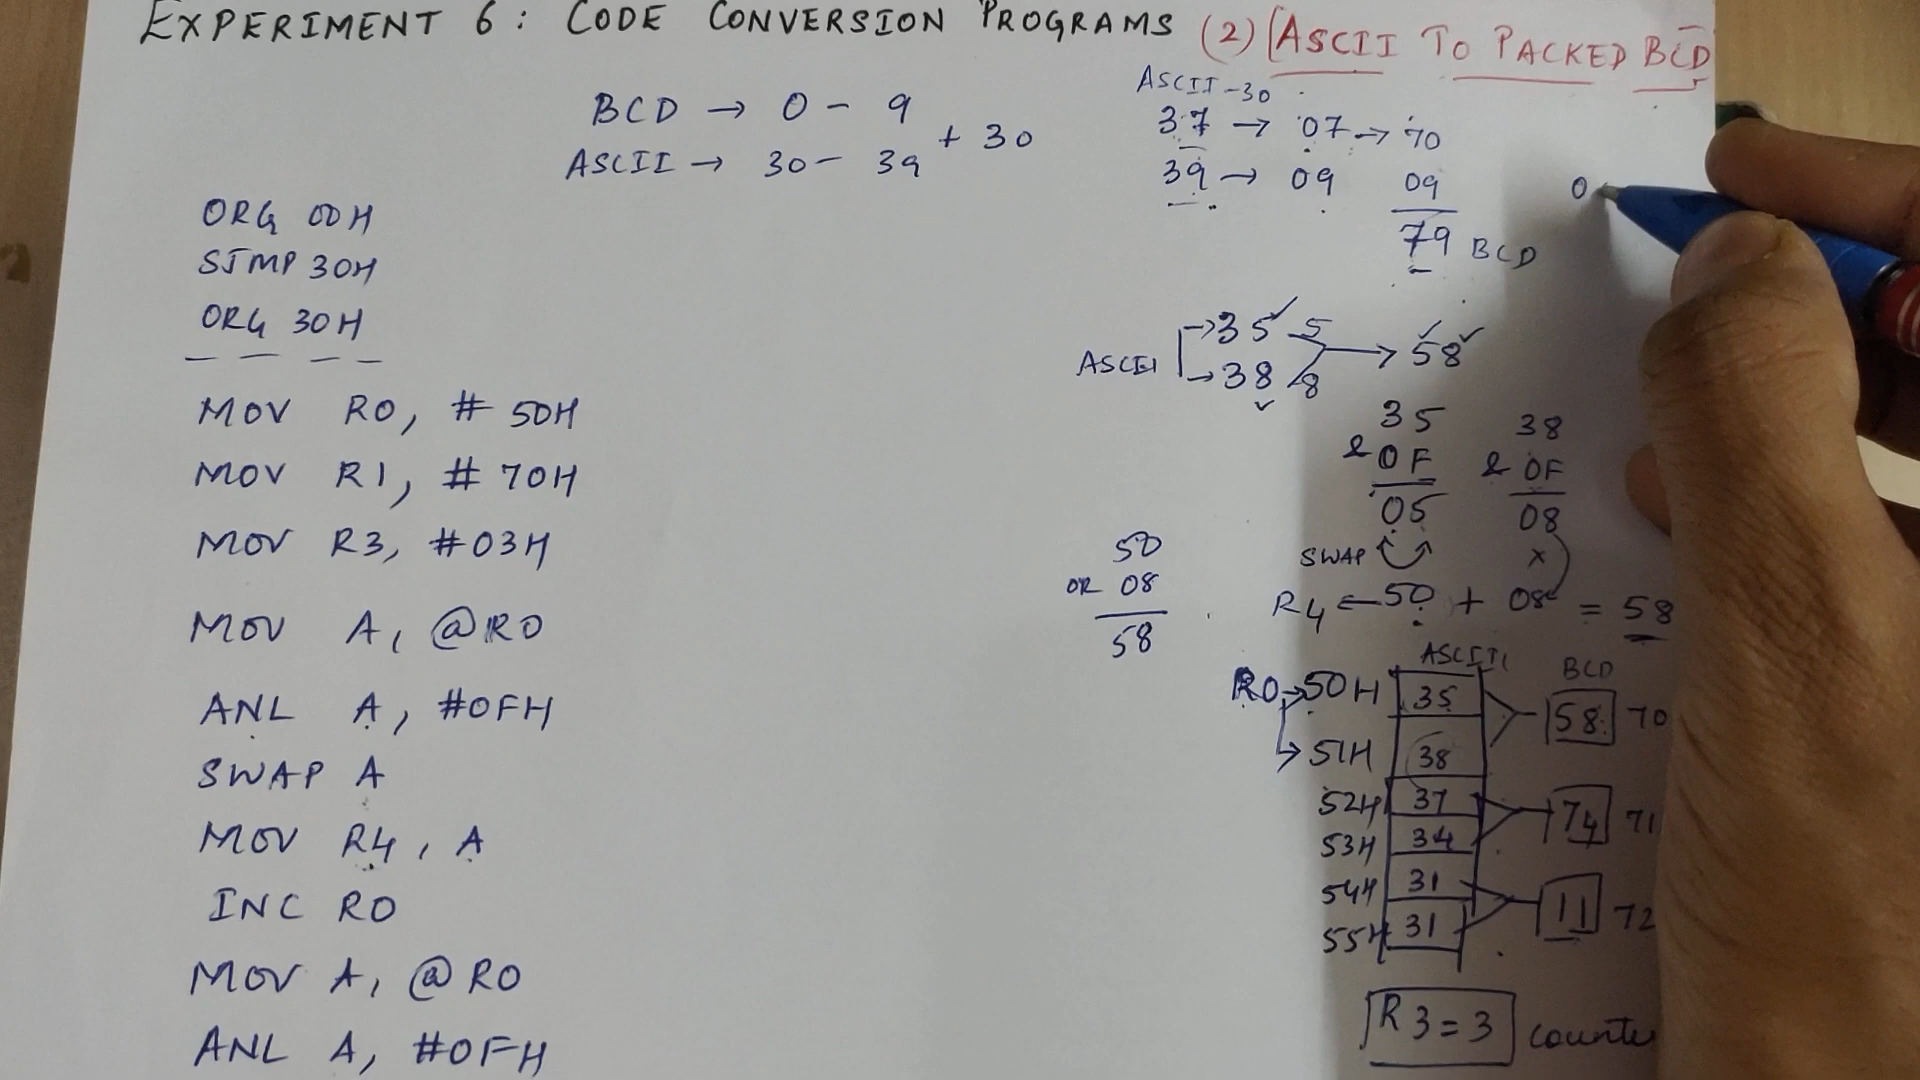 EXPERIMENT 6 : CODE CONVERSION PROGRAMS (2) ASCII TO PACKED BCD
BCD → 0 - 9
ASCII → 30 - 39
+ 30
ASCII -30
37 → 07 → 70
39 → 09 09
79 BCD
0
ORG 00H
SJMP 30H
ORG 30H
MOV R0, # 50H
MOV R1, # 70H
MOV R3, #03H
MOV A, @R0
ANL A, #0FH
SWAP A
MOV R4, A
INC R0
MOV A, @R0
ANL A, #0FH
ASCII → 35 5 → 58
→ 38 8
35 38
& 0F & 0F
05 08
SWAP x
R4 ← 50 + 08 = 58
50
OR 08
58
ASCII BCD
R0 → 50H 35 58 70
→ 51H 38
52H 37 74 71
53H 34
54H 31 11 72
55H 31
R3 = 3